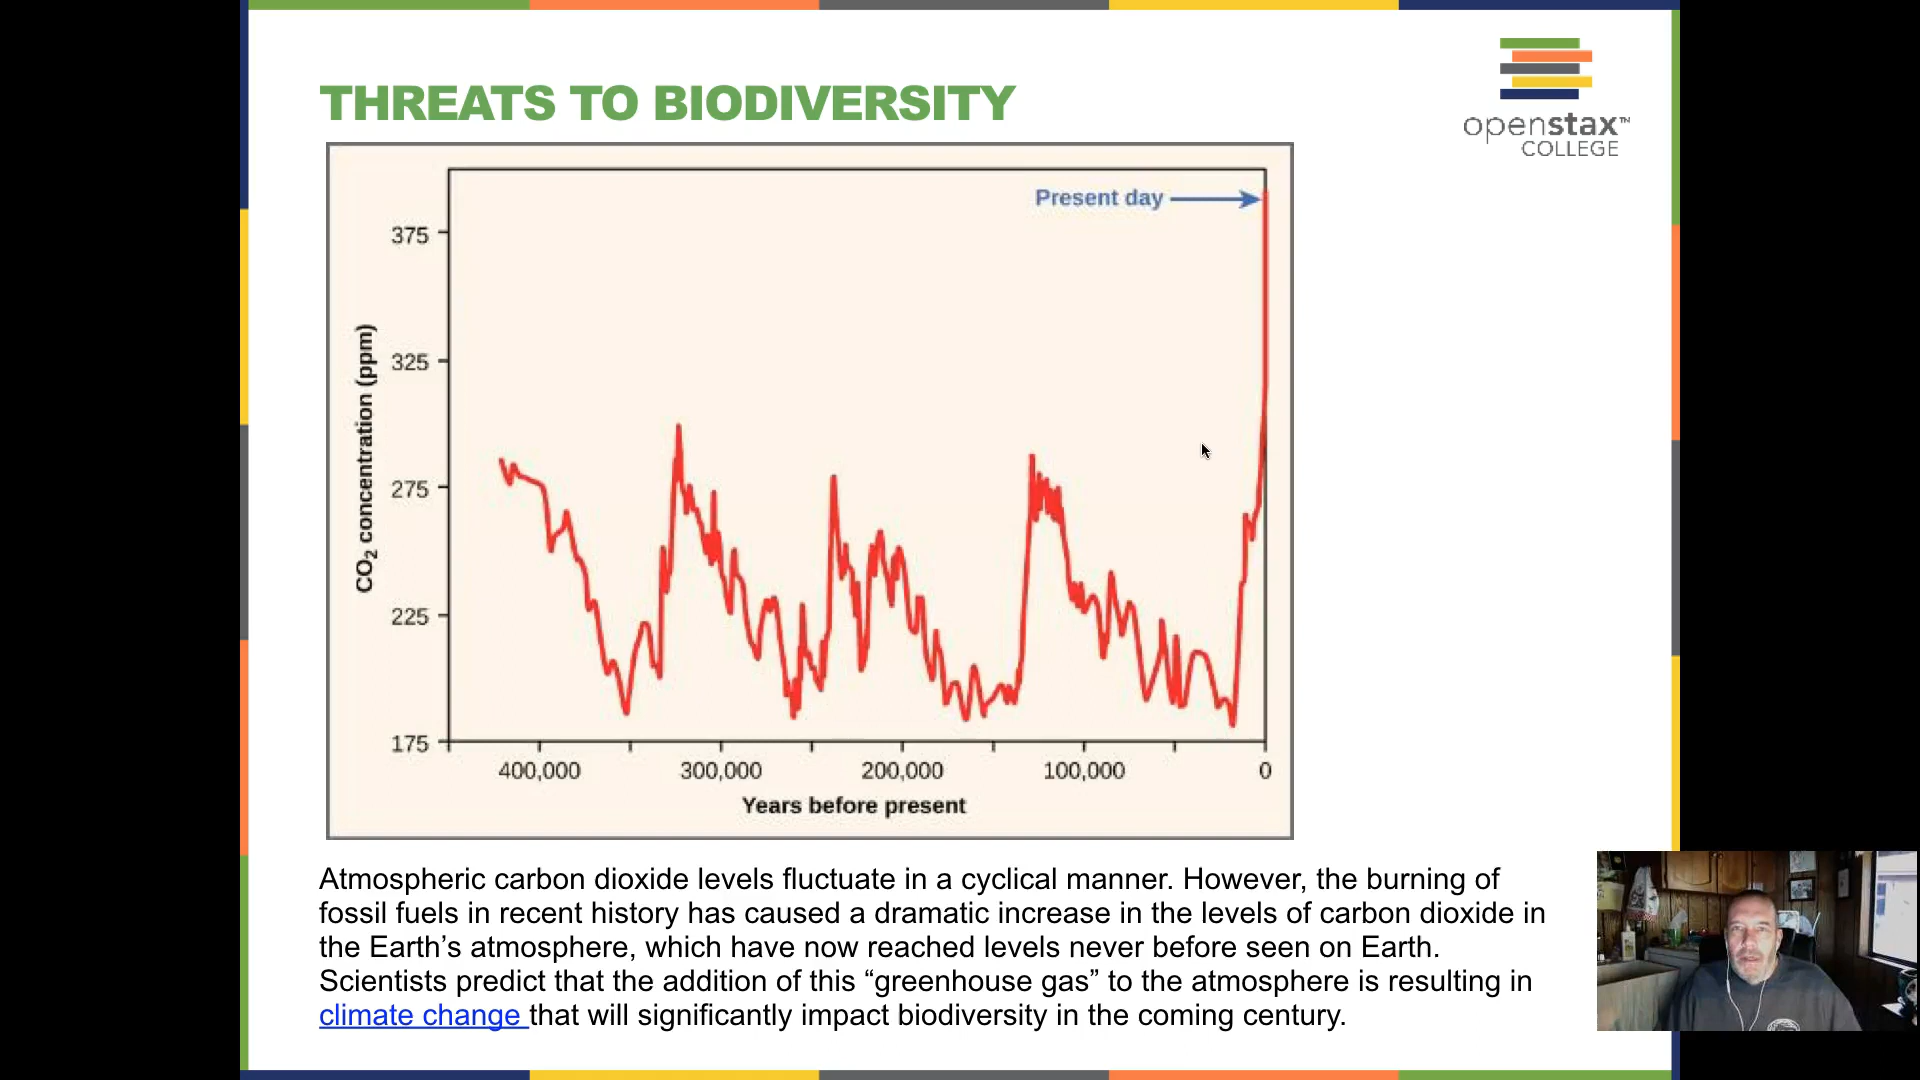 THREATS TO BIODIVERSITY
openstax™
COLLEGE
Present day
375
325
275
225
175
CO₂ concentration (ppm)
400,000 300,000 200,000 100,000 0
Years before present
Atmospheric carbon dioxide levels fluctuate in a cyclical manner. However, the burning of
fossil fuels in recent history has caused a dramatic increase in the levels of carbon dioxide in
the Earth’s atmosphere, which have now reached levels never before seen on Earth.
Scientists predict that the addition of this “greenhouse gas” to the atmosphere is resulting in
climate change that will significantly impact biodiversity in the coming century.